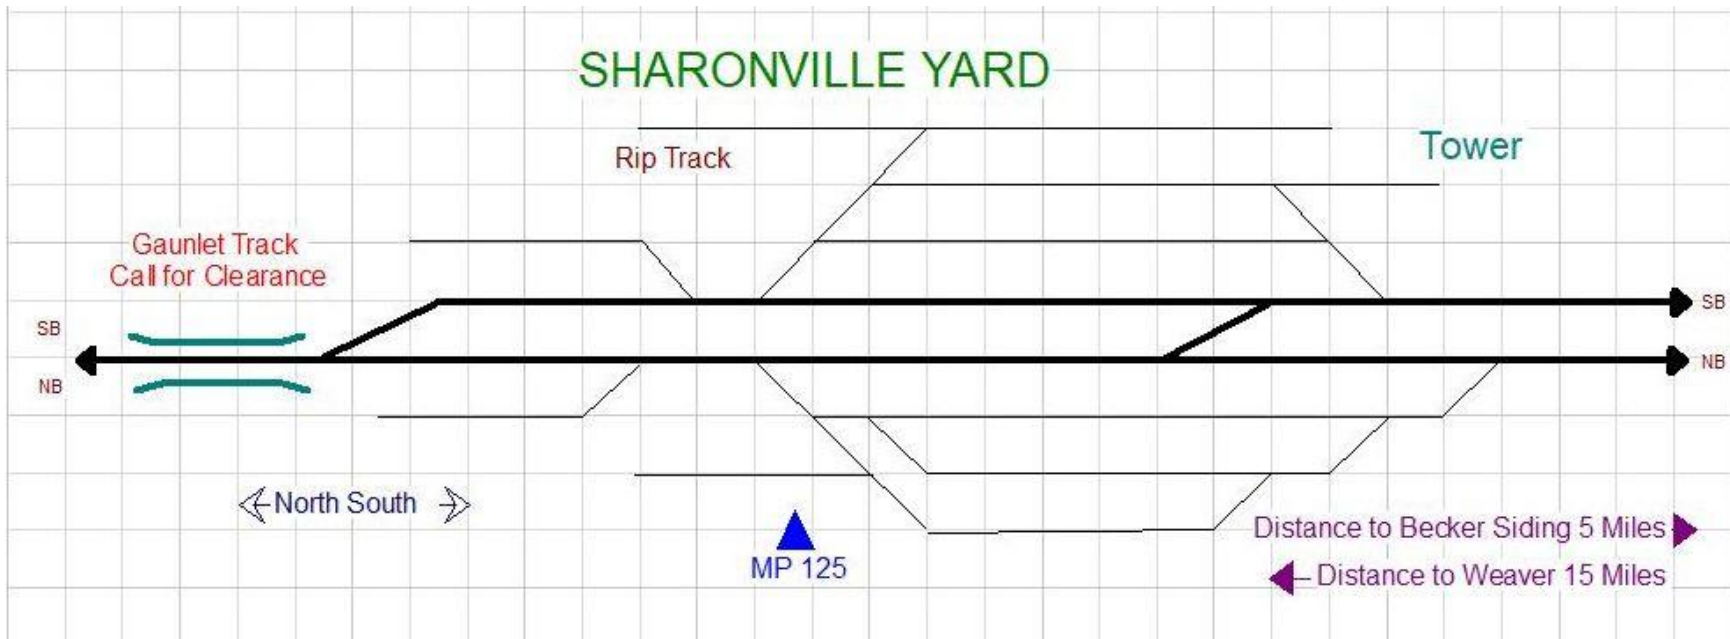 SHARONVILLE YARD
Rip Track
Tower
Gaunlet Track
Call for Clearance
SB
SB
NB
NB
North South
MP 125
Distance to Becker Siding 5 Miles
Distance to Weaver 15 Miles